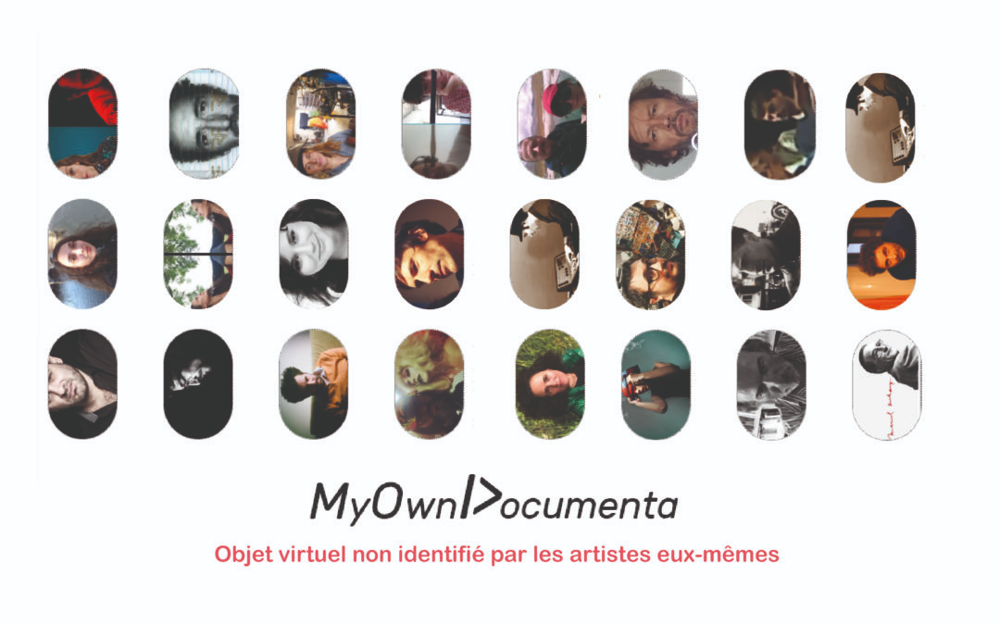 MyOwnDocumenta
Objet virtuel non identifié par les artistes eux-mêmes